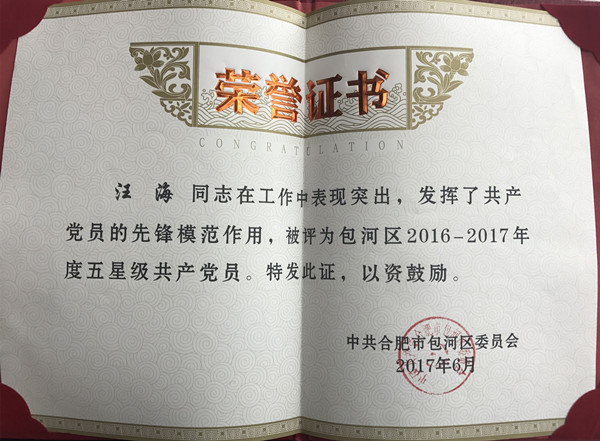 荣誉证书
CONGRATULATION
汪 海 同志在工作中表现突出，发挥了共产
党员的先锋模范作用，被评为包河区2016-2017年
度五星级共产党员。特发此证，以资鼓励。
中共合肥市包河区委员会
2017年6月